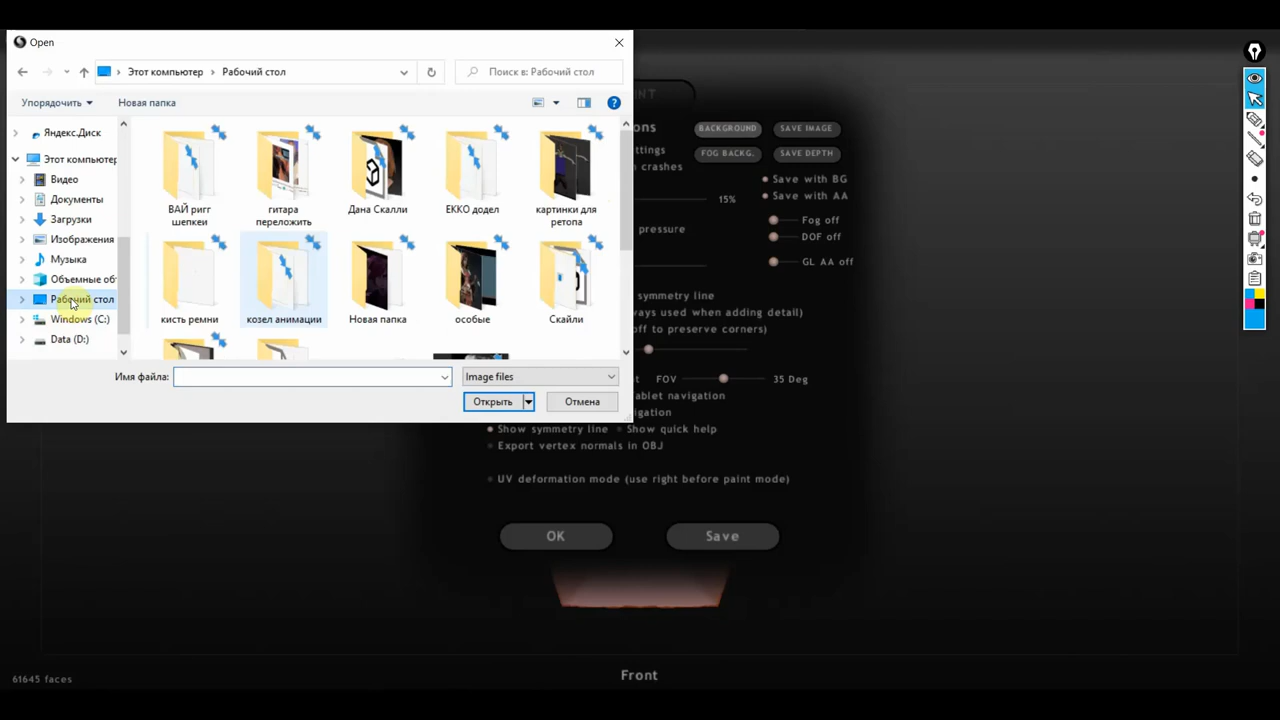 Open
Этот компьютер
Рабочий стол
Поиск в: Рабочий стол
Упорядочить
Новая папка
Яндекс.Диск
Этот компьютер
Видео
Документы
Загрузки
Изображения
Музыка
Объемные об
Рабочий стол
Windows (C:)
Data (D:)
ВАЙ ригг
шепкеи
гитара
переложить
Дана Скалли
ЕККО додел
картинки для
ретопа
кисть ремни
козел анимации
Новая папка
особые
Скайли
Имя файла:
Image files
Открыть
Отмена
NT
ons
BACKGROUND
SAVE IMAGE
ttings
FOG BACKG.
SAVE DEPTH
n crashes
Save with BG
15%
Save with AA
Fog off
pressure
DOF off
GL AA off
symmetry line
ways used when adding detail)
off to preserve corners)
t
FOV
35 Deg
ablet navigation
igation
Show symmetry line
Show quick help
Export vertex normals in OBJ
UV deformation mode (use right before paint mode)
OK
Save
Front
61645 faces